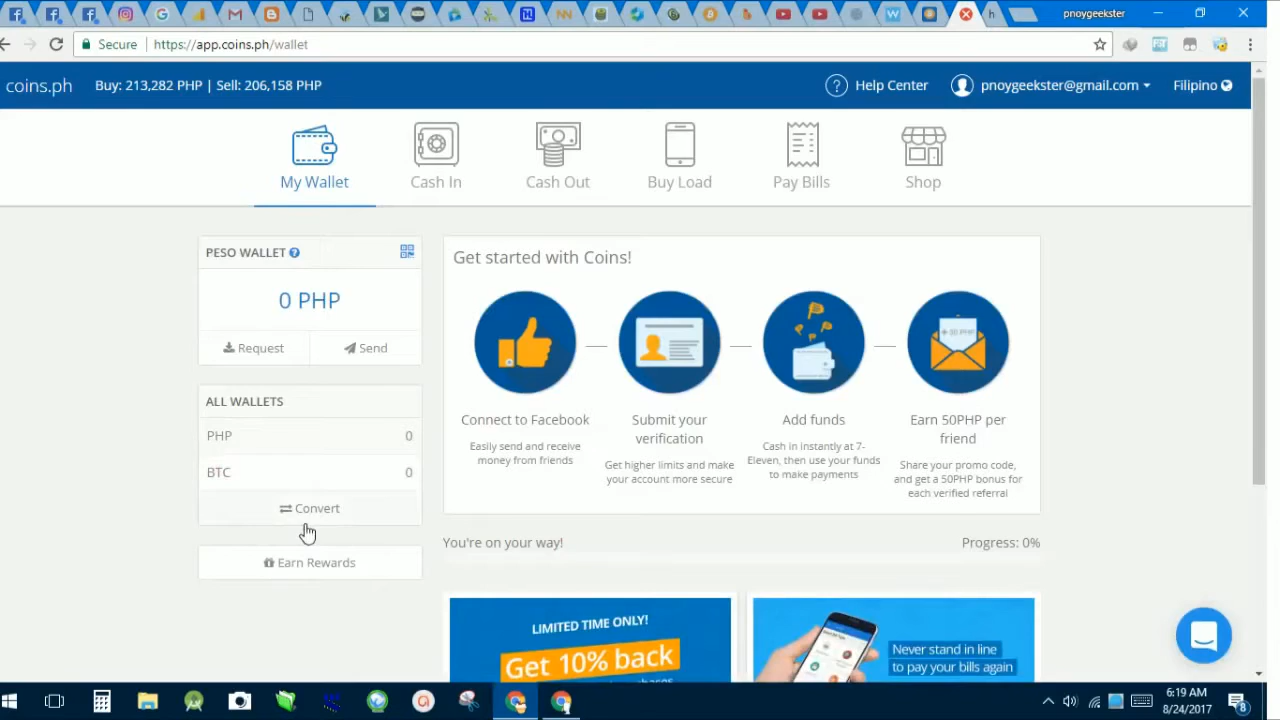 pnoygeekster
Secure
https://app.coins.ph/wallet
coins.ph
Buy: 213,282 PHP | Sell: 206,158 PHP
Help Center
pnoygeekster@gmail.com
Filipino
My Wallet
Cash In
Cash Out
Buy Load
Pay Bills
Shop
PESO WALLET
0 PHP
Request
Send
ALL WALLETS
PHP 0
BTC 0
Convert
Earn Rewards
Get started with Coins!
+50 PHP
Connect to Facebook
Easily send and receive
money from friends
Submit your
verification
Get higher limits and make
your account more secure
Add funds
Cash in instantly at 7-
Eleven, then use your funds
to make payments
Earn 50PHP per
friend
Share your promo code,
and get a 50PHP bonus for
each verified referral
You're on your way!
Progress: 0%
LIMITED TIME ONLY!
Get 10% back
Never stand in line
to pay your bills again
6:19 AM
8/24/2017
8